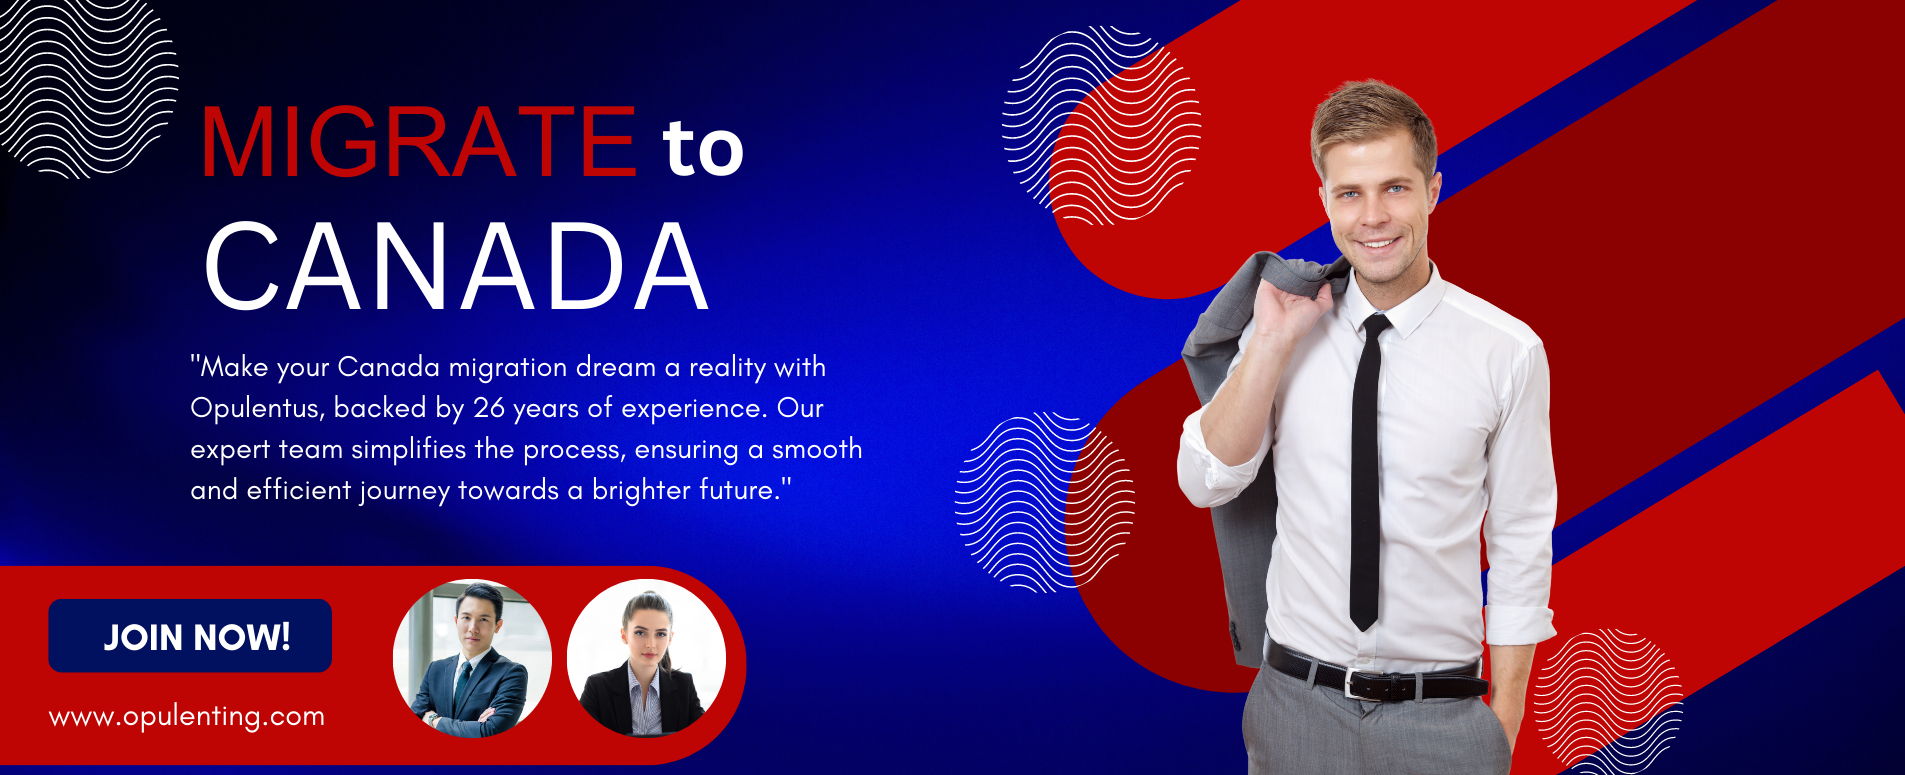 MIGRATE to
CANADA
"Make your Canada migration dream a reality with
Opulentus, backed by 26 years of experience. Our
expert team simplifies the process, ensuring a smooth
and efficient journey towards a brighter future."
JOIN NOW!
www.opulenting.com